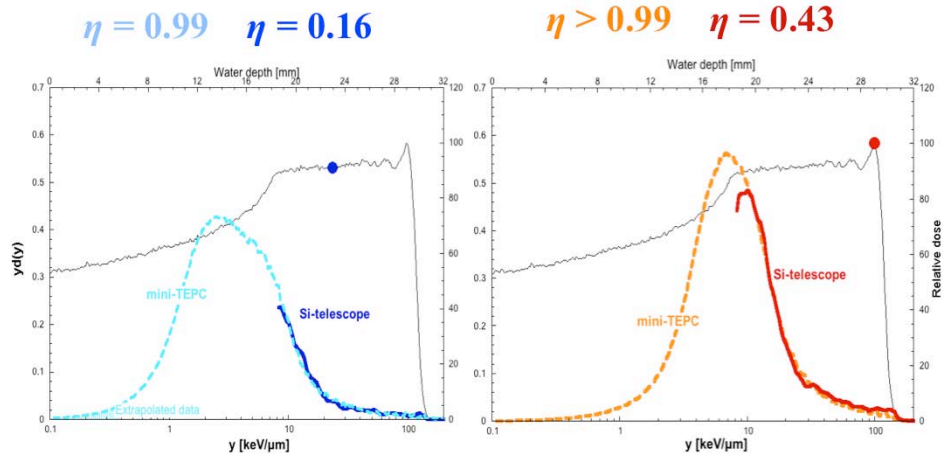 η = 0.99 η = 0.16
η > 0.99 η = 0.43
Water depth [mm]
0 4 8 12 16 20 24 28 32
0.7
0.6
0.5
0.4
0.3
0.2
0.1
0
yd(y)
120
100
80
60
40
20
0
Relative dose
mini-TEPC
Si-telescope
Extrapolated data
0.1 1 10 100
y [keV/μm]
Water depth [mm]
0 4 8 12 16 20 24 28 32
0.7
0.6
0.5
0.4
0.3
0.2
0.1
0
120
100
80
60
40
20
0
Relative dose
Si-telescope
mini-TEPC
0.1 1 10 100
y [keV/μm]